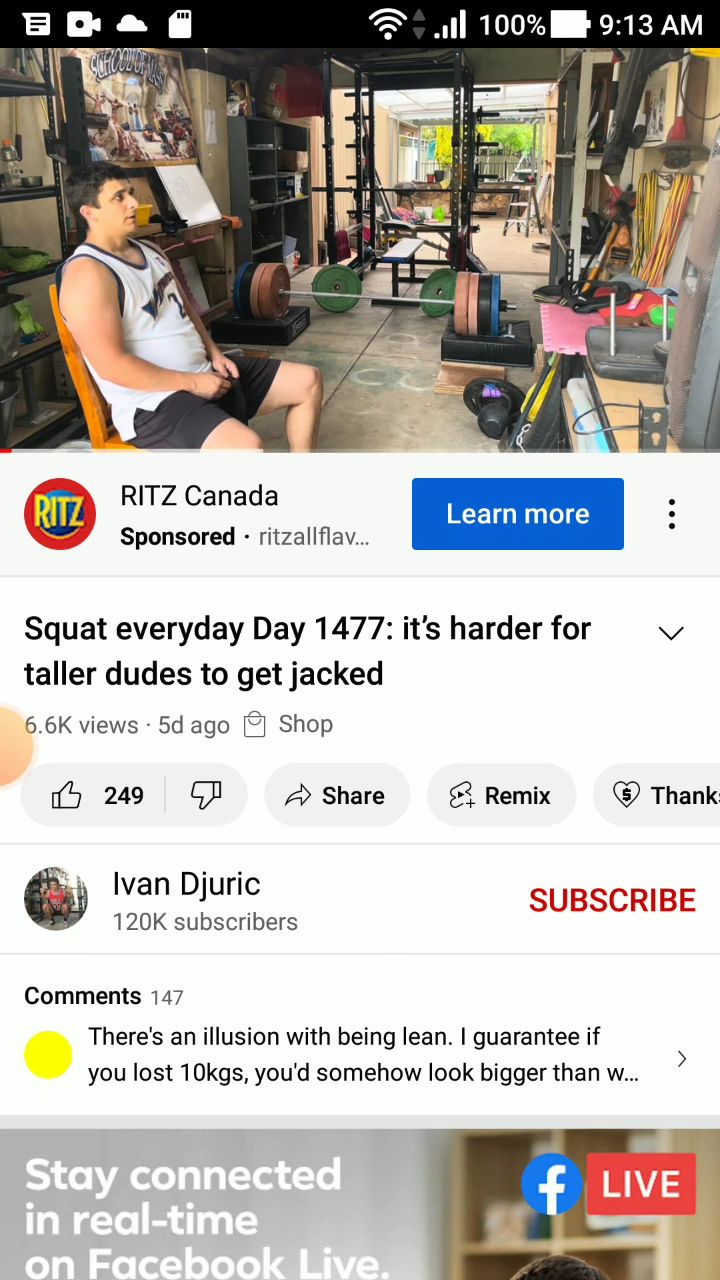 100% 9:13 AM
SCHOOL OF
RITZ
RITZ Canada
Sponsored · ritzallflav...
Learn more
Squat everyday Day 1477: it’s harder for
taller dudes to get jacked
6.6K views · 5d ago Shop
249 Share Remix Thanks
Ivan Djuric
120K subscribers
SUBSCRIBE
Comments 147
There's an illusion with being lean. I guarantee if
you lost 10kgs, you'd somehow look bigger than w...
Stay connected
in real-time
on Facebook Live.
f LIVE